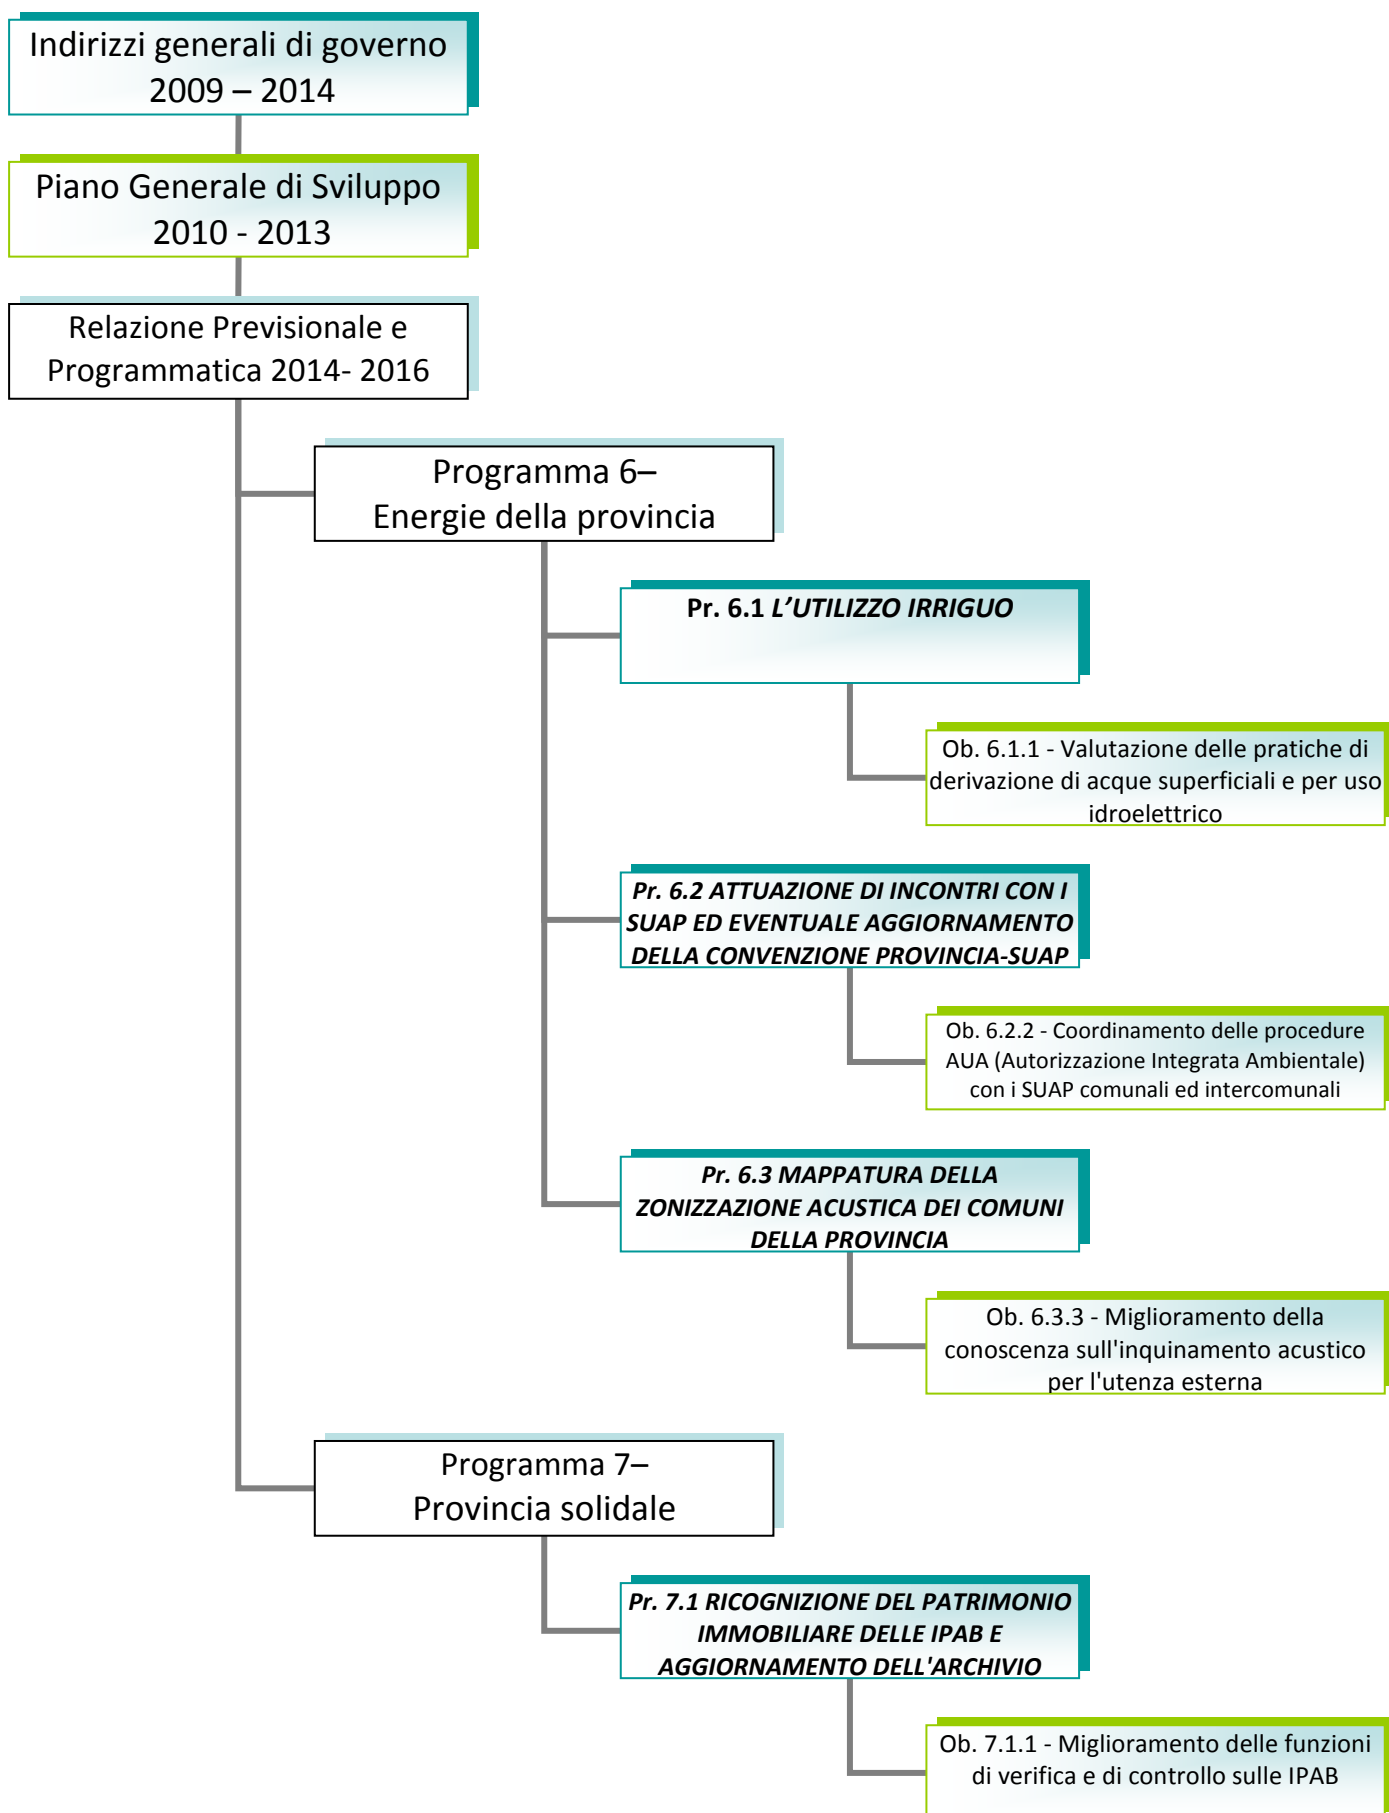 Indirizzi generali di governo
2009 – 2014
Piano Generale di Sviluppo
2010 - 2013
Relazione Previsionale e
Programmatica 2014- 2016
Programma 6–
Energie della provincia
Pr. 6.1 L’UTILIZZO IRRIGUO
Ob. 6.1.1 - Valutazione delle pratiche di
derivazione di acque superficiali e per uso
idroelettrico
Pr. 6.2 ATTUAZIONE DI INCONTRI CON I
SUAP ED EVENTUALE AGGIORNAMENTO
DELLA CONVENZIONE PROVINCIA-SUAP
Ob. 6.2.2 - Coordinamento delle procedure
AUA (Autorizzazione Integrata Ambientale)
con i SUAP comunali ed intercomunali
Pr. 6.3 MAPPATURA DELLA
ZONIZZAZIONE ACUSTICA DEI COMUNI
DELLA PROVINCIA
Ob. 6.3.3 - Miglioramento della
conoscenza sull'inquinamento acustico
per l'utenza esterna
Programma 7–
Provincia solidale
Pr. 7.1 RICOGNIZIONE DEL PATRIMONIO
IMMOBILIARE DELLE IPAB E
AGGIORNAMENTO DELL'ARCHIVIO
Ob. 7.1.1 - Miglioramento delle funzioni
di verifica e di controllo sulle IPAB